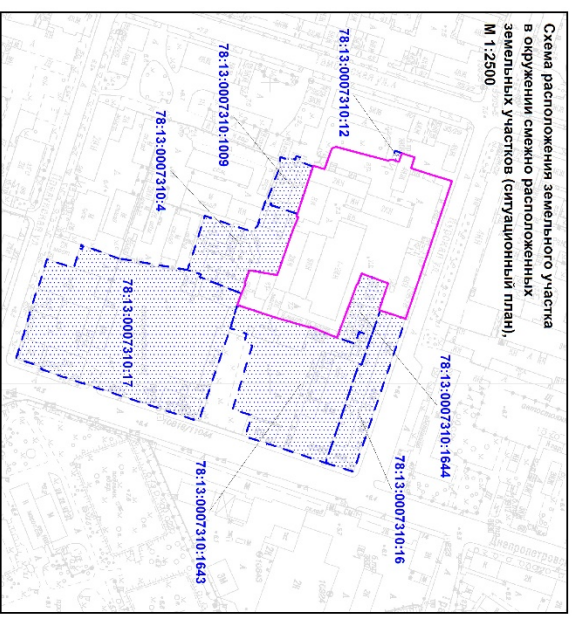 Схема расположения земельного участка
в окружении смежно расположенных
земельных участков (ситуационный план),
М 1:2500
78:13:0007310:12
78:13:0007310:1009
78:13:0007310:4
78:13:0007310:17
78:13:0007310:1644
78:13:0007310:16
78:13:0007310:1643